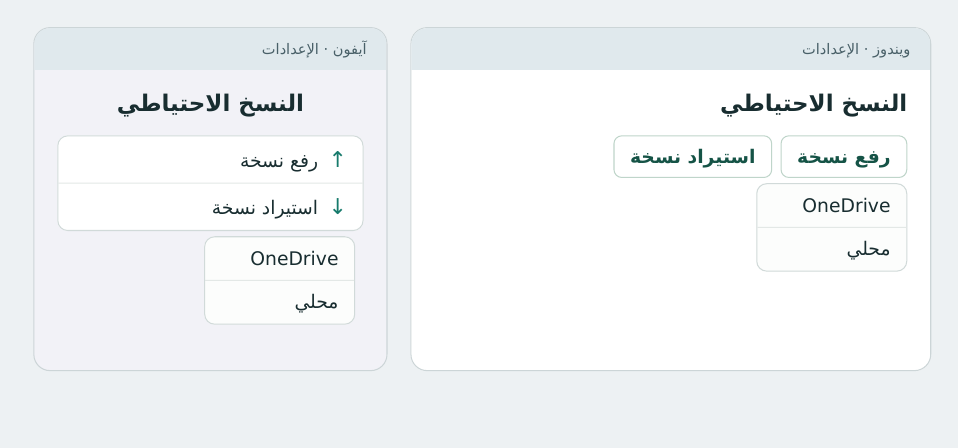 ويندوز · الإعدادات
النسخ الاحتياطي
رفع نسخة
استيراد نسخة
OneDrive
محلي
آيفون · الإعدادات
النسخ الاحتياطي
↑ رفع نسخة
↓ استيراد نسخة
OneDrive
محلي